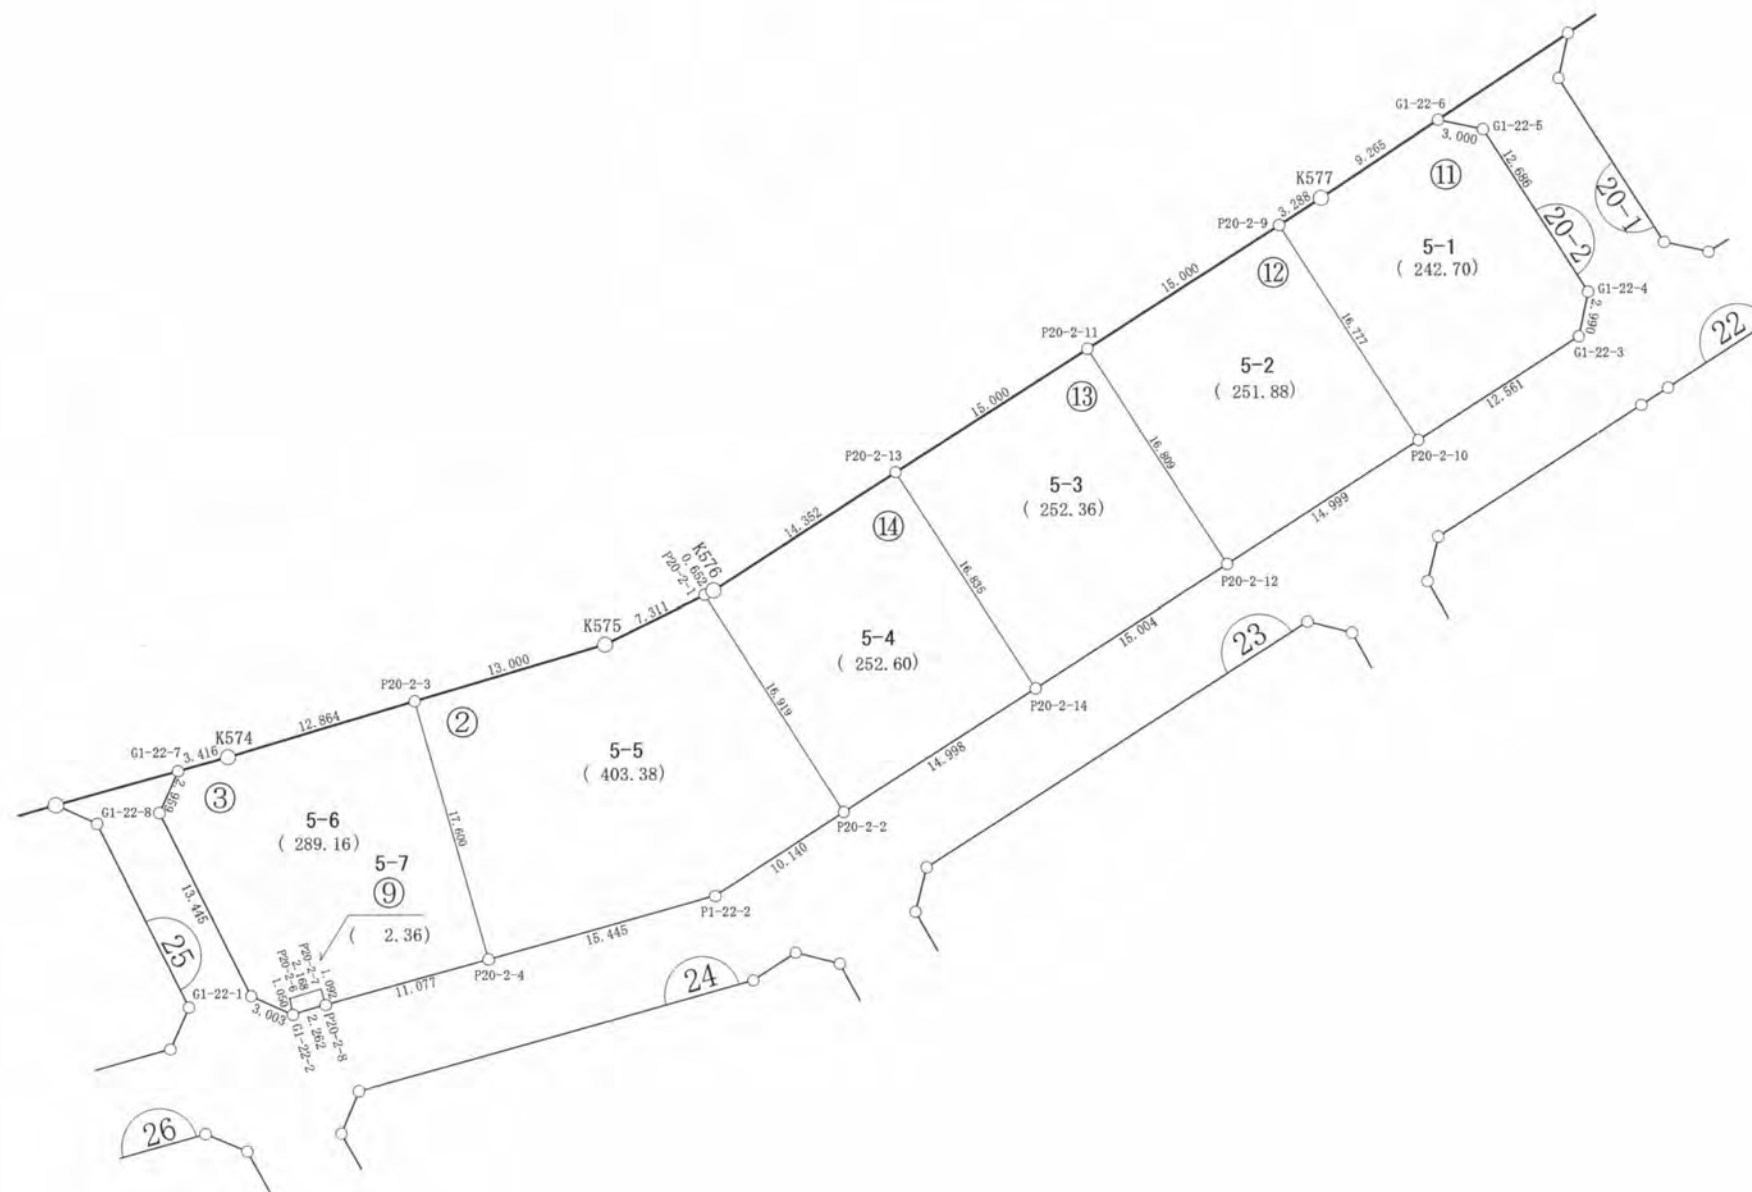 G1-22-6
G1-22-5
3.000
9.265
⑪
12.686
20-1
K577
3.288
P20-2-9
20-2
5-1
( 242.70)
⑫
G1-22-4
2.990
15.000
22
16.777
P20-2-11
G1-22-3
5-2
( 251.88)
⑬
12.561
15.000
16.809
P20-2-10
P20-2-13
5-3
( 252.36)
14.999
14.352
⑭
K576
0.652
P20-2-1
16.835
P20-2-12
7.311
K575
15.004
23
5-4
( 252.60)
13.000
P20-2-3
16.919
P20-2-14
12.864
②
K574
G1-22-7
3.416
5-5
( 403.38)
14.998
2.959
③
G1-22-8
5-6
( 289.16)
17.600
P20-2-2
10.140
5-7
⑨
( 2.36)
13.445
P1-22-2
15.445
25
P20-2-4
24
P20-2-7
2.168
P20-2-6
1.050
1.092
11.077
G1-22-1
3.003
P20-2-8
2.262
G1-22-2
26